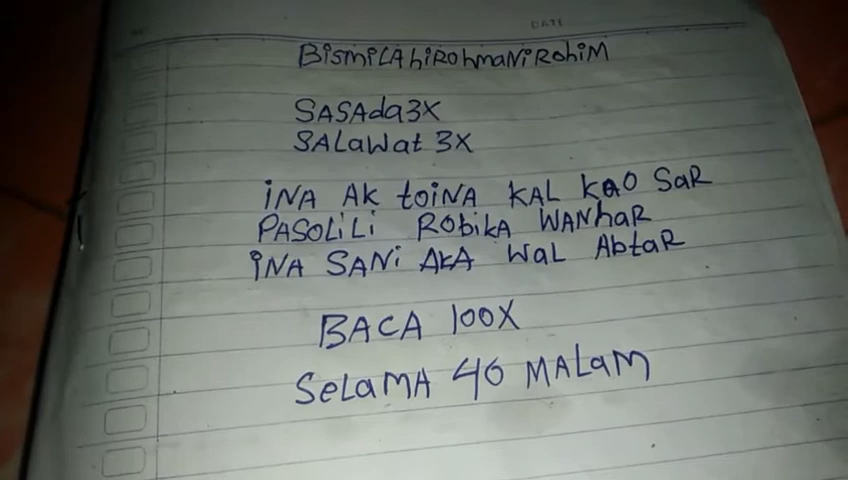 DATE
BismiLAhiRohmaNiRohiM
SASAda3X
SALaWat 3X
iNA AK toiNA KAL KAO SaR
PASOLiLi RobikA WANhaR
iNA SANi AKA WaL AbtaR
BACA 100X
SeLaMA 40 MALaM